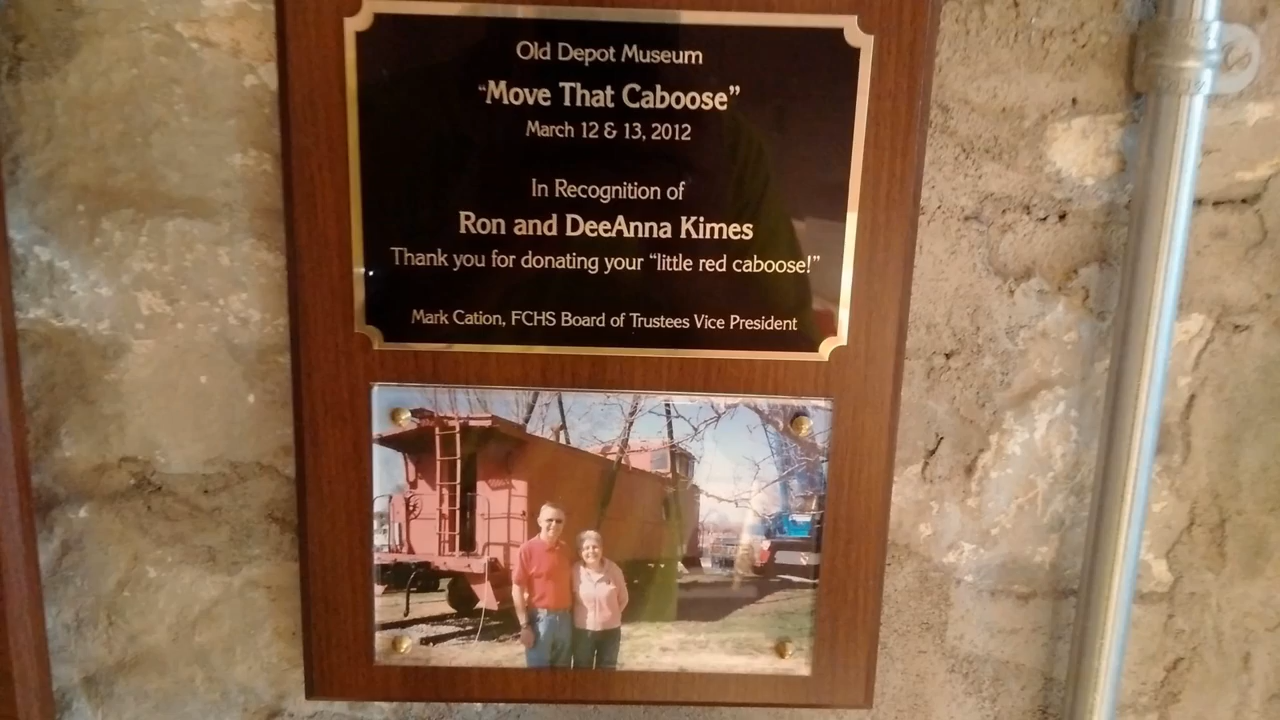 Old Depot Museum
“Move That Caboose”
March 12 & 13, 2012
In Recognition of
Ron and DeeAnna Kimes
Thank you for donating your “little red caboose!”
Mark Cation, FCHS Board of Trustees Vice President